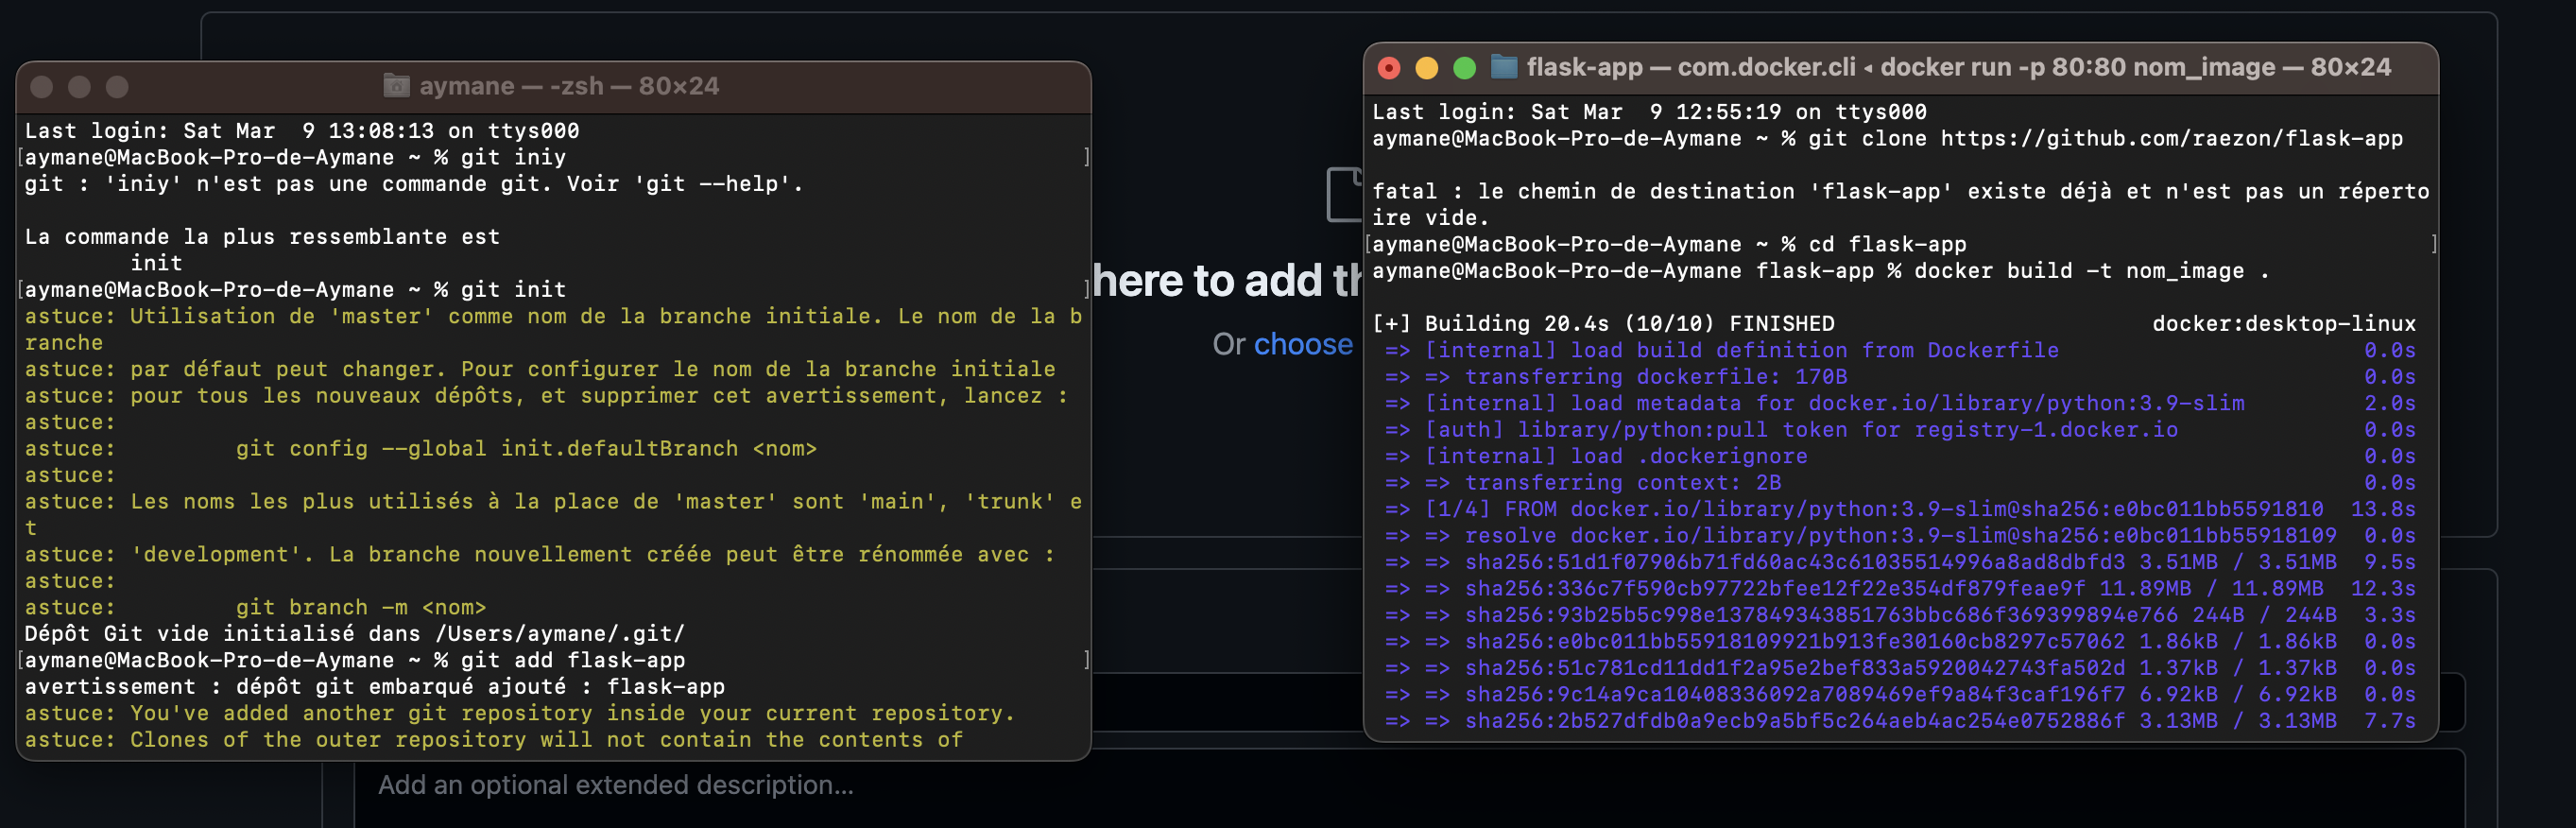 aymane — -zsh — 80×24
Last login: Sat Mar  9 13:08:13 on ttys000
[aymane@MacBook-Pro-de-Aymane ~ % git iniy ]
git : 'iniy' n'est pas une commande git. Voir 'git --help'.
La commande la plus ressemblante est
        init
[aymane@MacBook-Pro-de-Aymane ~ % git init ]
astuce: Utilisation de 'master' comme nom de la branche initiale. Le nom de la b
ranche
astuce: par défaut peut changer. Pour configurer le nom de la branche initiale
astuce: pour tous les nouveaux dépôts, et supprimer cet avertissement, lancez :
astuce:
astuce:         git config --global init.defaultBranch <nom>
astuce:
astuce: Les noms les plus utilisés à la place de 'master' sont 'main', 'trunk' e
t
astuce: 'development'. La branche nouvellement créée peut être rénommée avec :
astuce:
astuce:         git branch -m <nom>
Dépôt Git vide initialisé dans /Users/aymane/.git/
[aymane@MacBook-Pro-de-Aymane ~ % git add flask-app ]
avertissement : dépôt git embarqué ajouté : flask-app
astuce: You've added another git repository inside your current repository.
astuce: Clones of the outer repository will not contain the contents of
here to add th
Or choose
flask-app — com.docker.cli ◂ docker run -p 80:80 nom_image — 80×24
Last login: Sat Mar  9 12:55:19 on ttys000
aymane@MacBook-Pro-de-Aymane ~ % git clone https://github.com/raezon/flask-app
fatal : le chemin de destination 'flask-app' existe déjà et n'est pas un réperto
ire vide.
[aymane@MacBook-Pro-de-Aymane ~ % cd flask-app ]
aymane@MacBook-Pro-de-Aymane flask-app % docker build -t nom_image .
[+] Building 20.4s (10/10) FINISHED docker:desktop-linux
=> [internal] load build definition from Dockerfile 0.0s
=> => transferring dockerfile: 170B 0.0s
=> [internal] load metadata for docker.io/library/python:3.9-slim 2.0s
=> [auth] library/python:pull token for registry-1.docker.io 0.0s
=> [internal] load .dockerignore 0.0s
=> => transferring context: 2B 0.0s
=> [1/4] FROM docker.io/library/python:3.9-slim@sha256:e0bc011bb5591810 13.8s
=> => resolve docker.io/library/python:3.9-slim@sha256:e0bc011bb55918109 0.0s
=> => sha256:51d1f07906b71fd60ac43c61035514996a8ad8dbfd3 3.51MB / 3.51MB 9.5s
=> => sha256:336c7f590cb97722bfee12f22e354df879feae9f 11.89MB / 11.89MB 12.3s
=> => sha256:93b25b5c998e137849343851763bbc686f369399894e766 244B / 244B 3.3s
=> => sha256:e0bc011bb55918109921b913fe30160cb8297c57062 1.86kB / 1.86kB 0.0s
=> => sha256:51c781cd11dd1f2a95e2bef833a5920042743fa502d 1.37kB / 1.37kB 0.0s
=> => sha256:9c14a9ca10408336092a7089469ef9a84f3caf196f7 6.92kB / 6.92kB 0.0s
=> => sha256:2b527dfdb0a9ecb9a5bf5c264aeb4ac254e0752886f 3.13MB / 3.13MB 7.7s
Add an optional extended description...